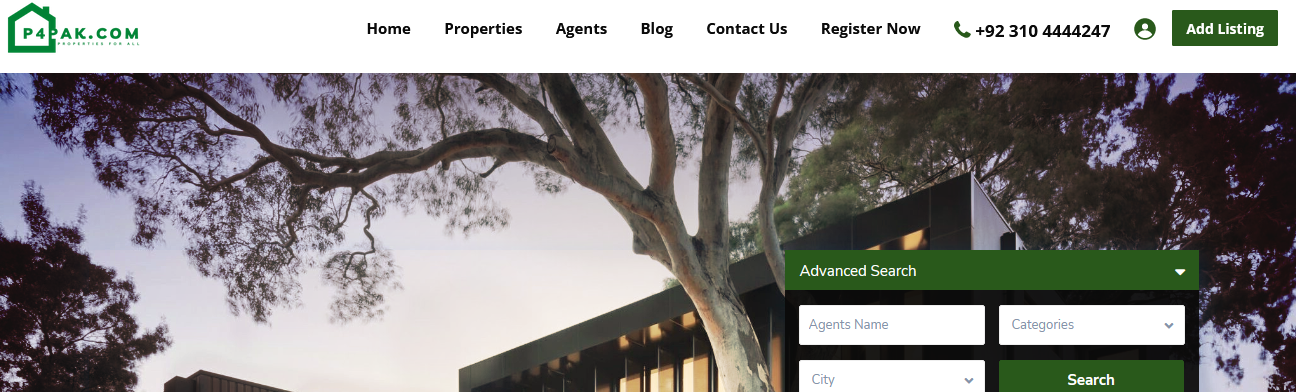 P4PAK.COM
PROPERTIES FOR ALL
Home Properties Agents Blog Contact Us Register Now +92 310 4444247 Add Listing
Advanced Search
Agents Name Categories
City Search